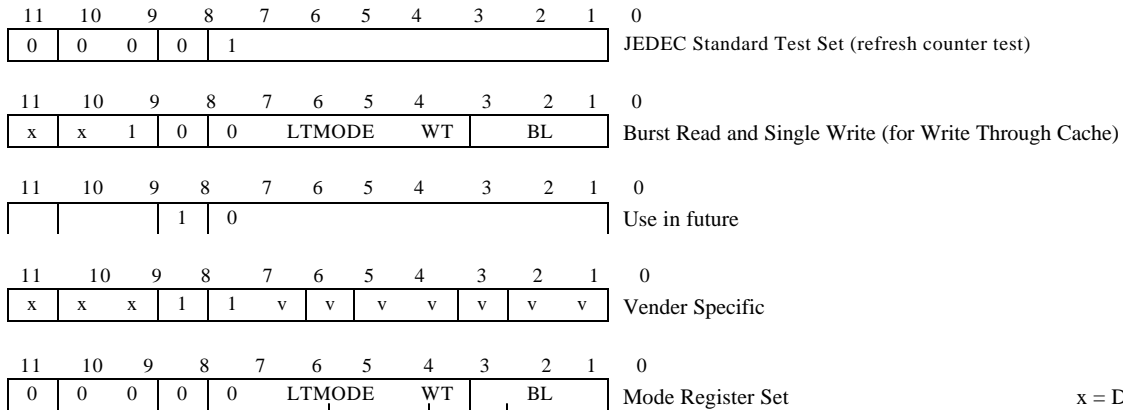 11 10 9 8 7 6 5 4 3 2 1 0
0 0 0 0 1 JEDEC Standard Test Set (refresh counter test)
11 10 9 8 7 6 5 4 3 2 1 0
x x 1 0 0 LTMODE WT BL Burst Read and Single Write (for Write Through Cache)
11 10 9 8 7 6 5 4 3 2 1 0
1 0 Use in future
11 10 9 8 7 6 5 4 3 2 1 0
x x x 1 1 v v v v v v v Vender Specific
11 10 9 8 7 6 5 4 3 2 1 0
0 0 0 0 0 LTMODE WT BL Mode Register Set x = D